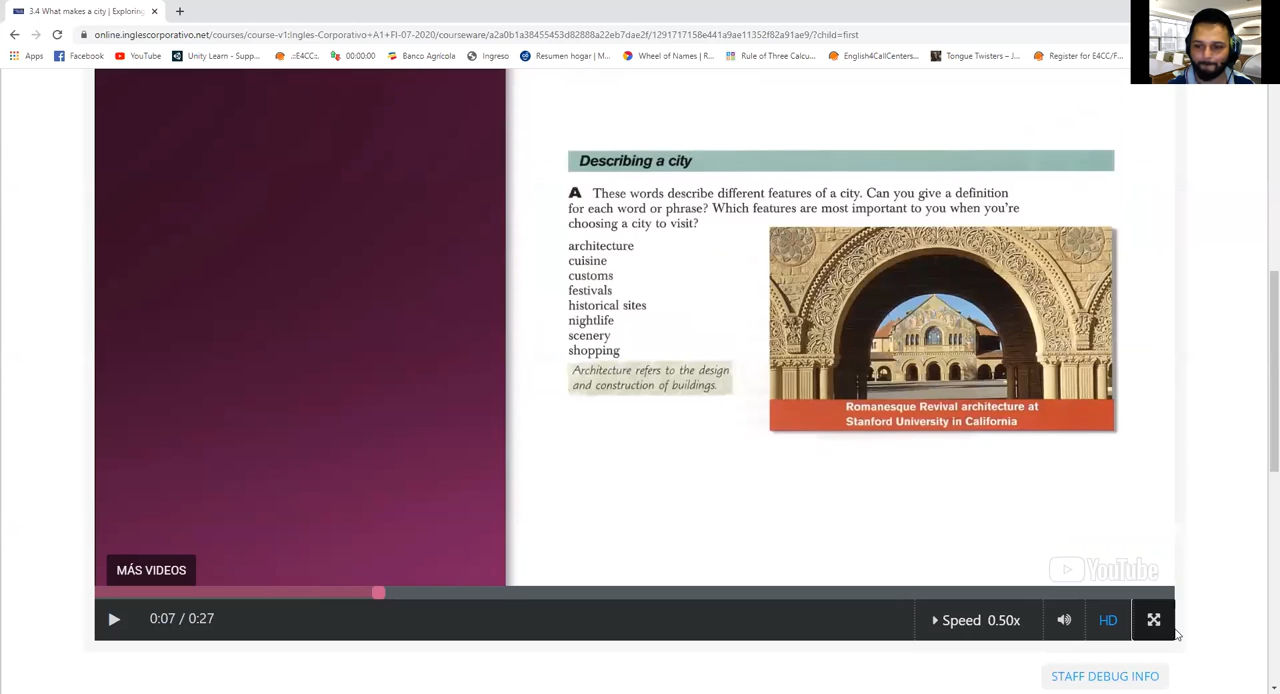 3.4 What makes a city | Exploring
online.inglescorporativo.net/courses/course-v1:Ingles-Corporativo+A1+FI-07-2020/courseware/a2a0b1a38455453d82888a22eb7dae2f/1291717158e441a9ae11352f82a91ae9/?child=first
Apps Facebook YouTube Unity Learn - Supp... .::E4CC:. 00:00:00 Banco Agrícola Ingreso Resumen hogar | M... Wheel of Names | R... Rule of Three Calcu... English4CallCenters... Tongue Twisters – J... Register for E4CC/F...
Describing a city
A These words describe different features of a city. Can you give a definition
for each word or phrase? Which features are most important to you when you're
choosing a city to visit?
architecture
cuisine
customs
festivals
historical sites
nightlife
scenery
shopping
Architecture refers to the design
and construction of buildings.
Romanesque Revival architecture at
Stanford University in California
MÁS VIDEOS
YouTube
0:07 / 0:27
Speed 0.50x
HD
STAFF DEBUG INFO